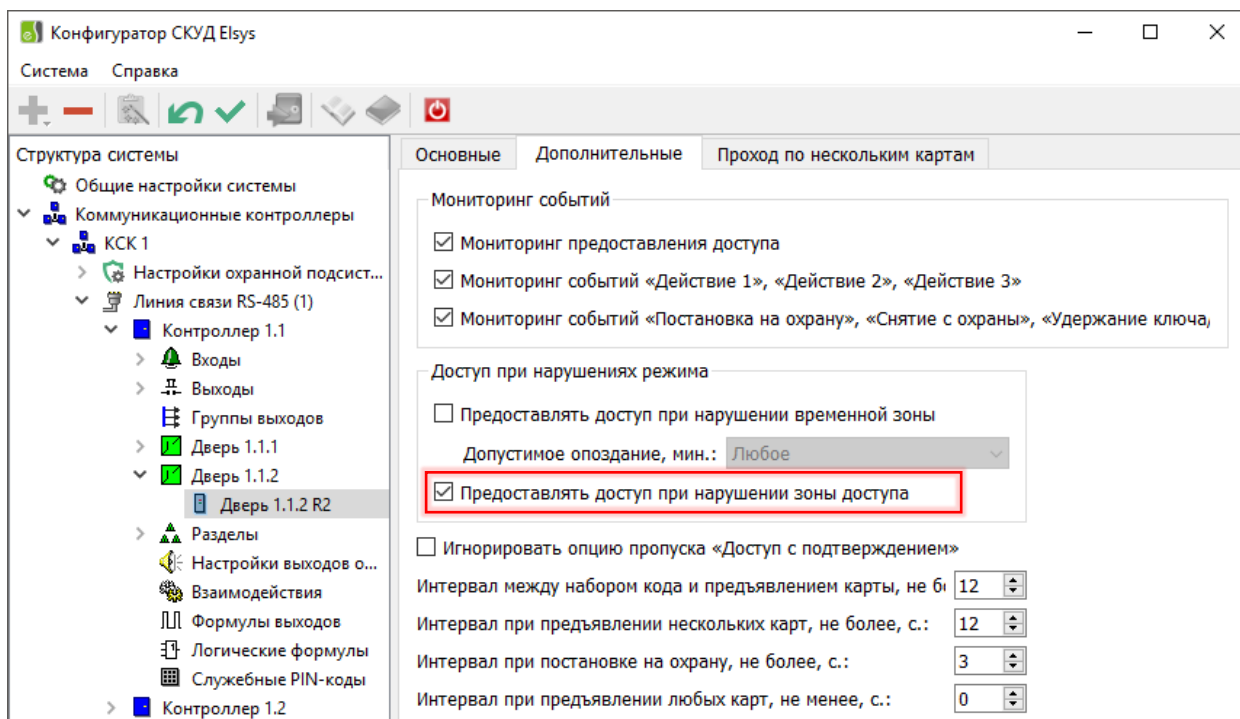 Конфигуратор СКУД Elsys
Система Справка
Структура системы
Общие настройки системы
Коммуникационные контроллеры
КСК 1
Настройки охранной подсист...
Линия связи RS-485 (1)
Контроллер 1.1
Входы
Выходы
Группы выходов
Дверь 1.1.1
Дверь 1.1.2
Дверь 1.1.2 R2
Разделы
Настройки выходов о...
Взаимодействия
Формулы выходов
Логические формулы
Служебные PIN-коды
Контроллер 1.2
Основные Дополнительные Проход по нескольким картам
Мониторинг событий
Мониторинг предоставления доступа
Мониторинг событий «Действие 1», «Действие 2», «Действие 3»
Мониторинг событий «Постановка на охрану», «Снятие с охраны», «Удержание ключа,
Доступ при нарушениях режима
Предоставлять доступ при нарушении временной зоны
Допустимое опоздание, мин.: Любое
Предоставлять доступ при нарушении зоны доступа
Игнорировать опцию пропуска «Доступ с подтверждением»
Интервал между набором кода и предъявлением карты, не 12
Интервал при предъявлении нескольких карт, не более, с.: 12
Интервал при постановке на охрану, не более, с.: 3
Интервал при предъявлении любых карт, не менее, с.: 0